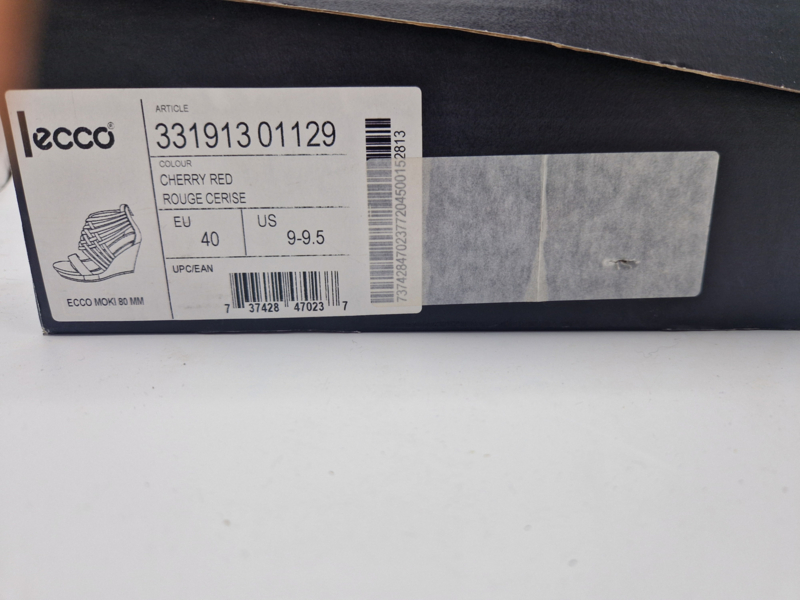 ecco®
ARTICLE
331913 01129
COLOUR
CHERRY RED
ROUGE CERISE
EU
40
US
9-9.5
UPC/EAN
7 37428 47023 7
ECCO MOKI 80 MM
7374284702377204500152813